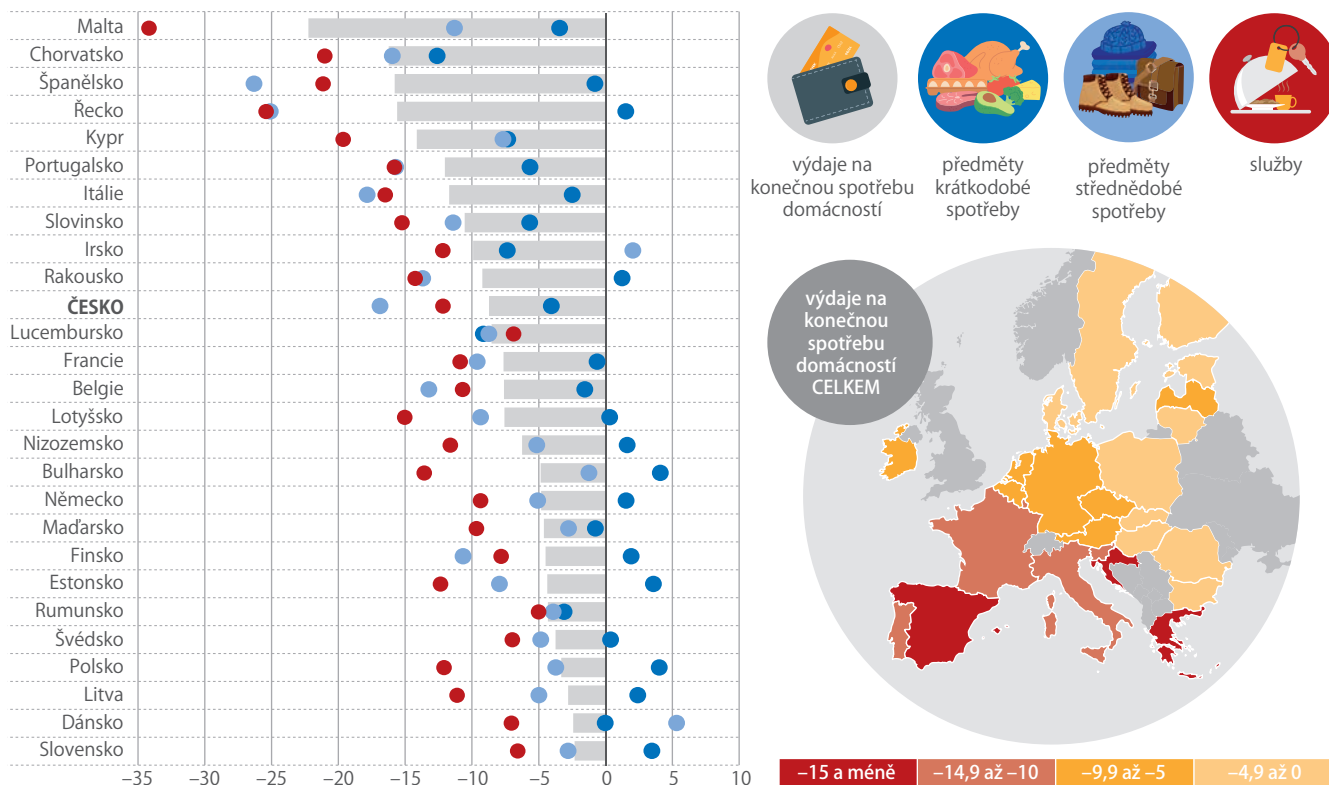 Malta
Chorvatsko
Španělsko
Řecko
Kypr
Portugalsko
Itálie
Slovinsko
Irsko
Rakousko
ČESKO
Lucembursko
Francie
Belgie
Lotyšsko
Nizozemsko
Bulharsko
Německo
Maďarsko
Finsko
Estonsko
Rumunsko
Švédsko
Polsko
Litva
Dánsko
Slovensko
−35 −30 −25 −20 −15 −10 −5 0 5 10
výdaje na
konečnou spotřebu
domácností
předměty
krátkodobé
spotřeby
předměty
střednědobé
spotřeby
služby
výdaje na
konečnou
spotřebu
domácností
CELKEM
−15 a méně
−14,9 až −10
−9,9 až −5
−4,9 až 0